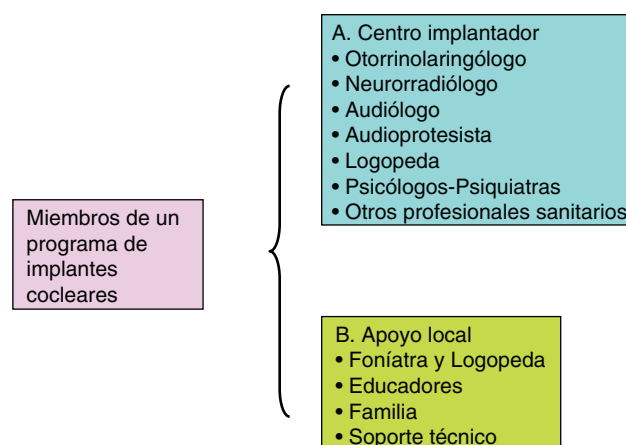 Miembros de un
programa de
implantes
cocleares
A. Centro implantador
• Otorrinolaringólogo
• Neurorradiólogo
• Audiólogo
• Audioprotesista
• Logopeda
• Psicólogos-Psiquiatras
• Otros profesionales sanitarios
B. Apoyo local
• Foníatra y Logopeda
• Educadores
• Familia
• Soporte técnico